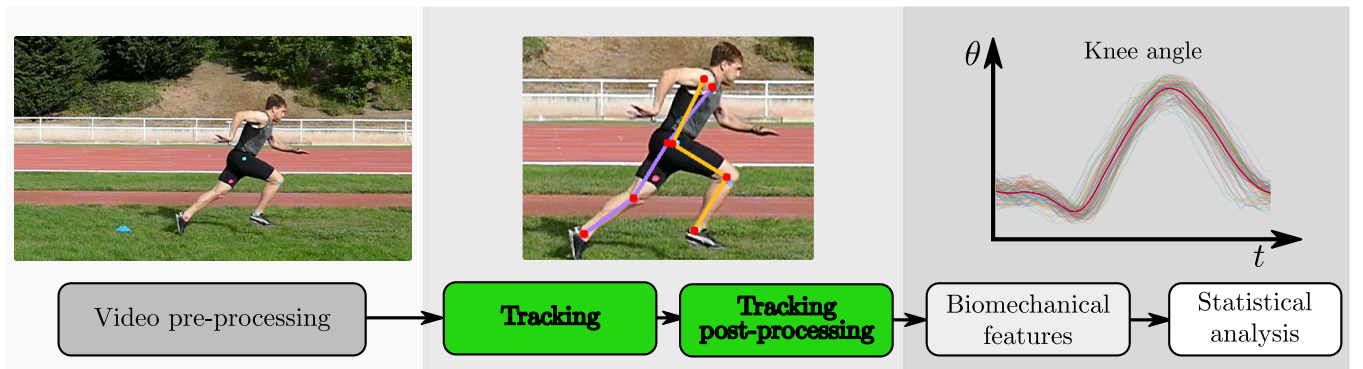 θ
Knee angle
t
Video pre-processing
Tracking
Tracking
post-processing
Biomechanical
features
Statistical
analysis